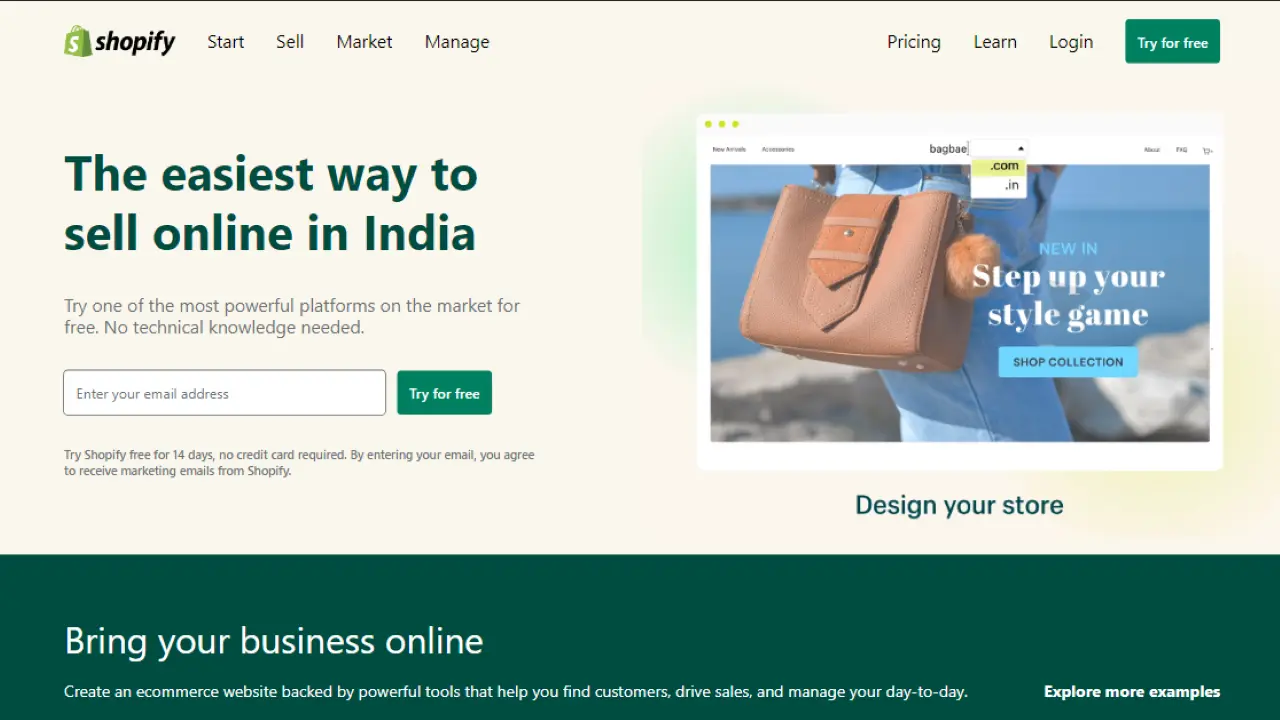 shopify
Start
Sell
Market
Manage
Pricing
Learn
Login
Try for free
The easiest way to
sell online in India
Try one of the most powerful platforms on the market for
free. No technical knowledge needed.
Enter your email address
Try for free
Try Shopify free for 14 days, no credit card required. By entering your email, you agree
to receive marketing emails from Shopify.
New Arrivals
Accessories
bagbae
.com
.in
About
FAQ
NEW IN
Step up your
style game
SHOP COLLECTION
Design your store
Bring your business online
Create an ecommerce website backed by powerful tools that help you find customers, drive sales, and manage your day-to-day.
Explore more examples